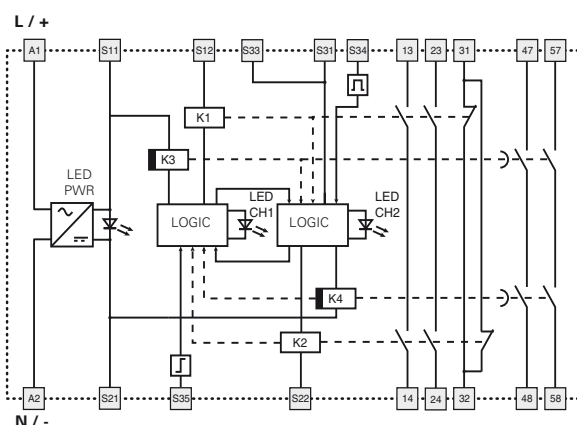 L / +
A1 S11 S12 S33 S31 S34 13 23 31 47 57
K1
K3
LED
PWR
LOGIC
LED
CH1
LOGIC
LED
CH2
K4
K2
A2 S21 S35 S22 14 24 32 48 58
N / -